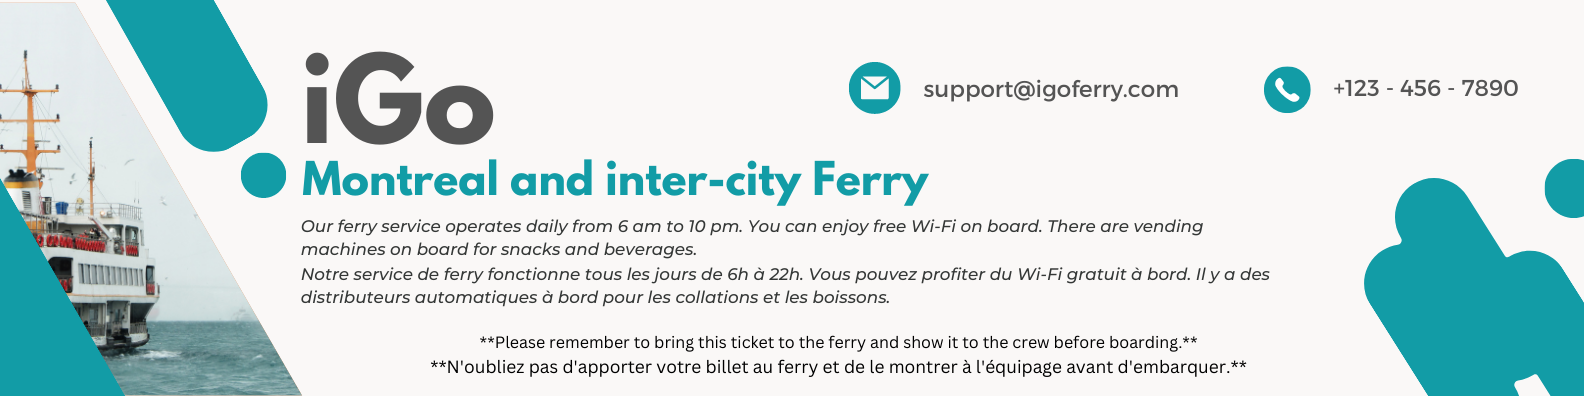 iGo
support@igoferry.com
+123 - 456 - 7890
Montreal and inter-city Ferry
Our ferry service operates daily from 6 am to 10 pm. You can enjoy free Wi-Fi on board. There are vending
machines on board for snacks and beverages.
Notre service de ferry fonctionne tous les jours de 6h à 22h. Vous pouvez profiter du Wi-Fi gratuit à bord. Il y a des
distributeurs automatiques à bord pour les collations et les boissons.
**Please remember to bring this ticket to the ferry and show it to the crew before boarding.**
**N'oubliez pas d'apporter votre billet au ferry et de le montrer à l'équipage avant d'embarquer.**